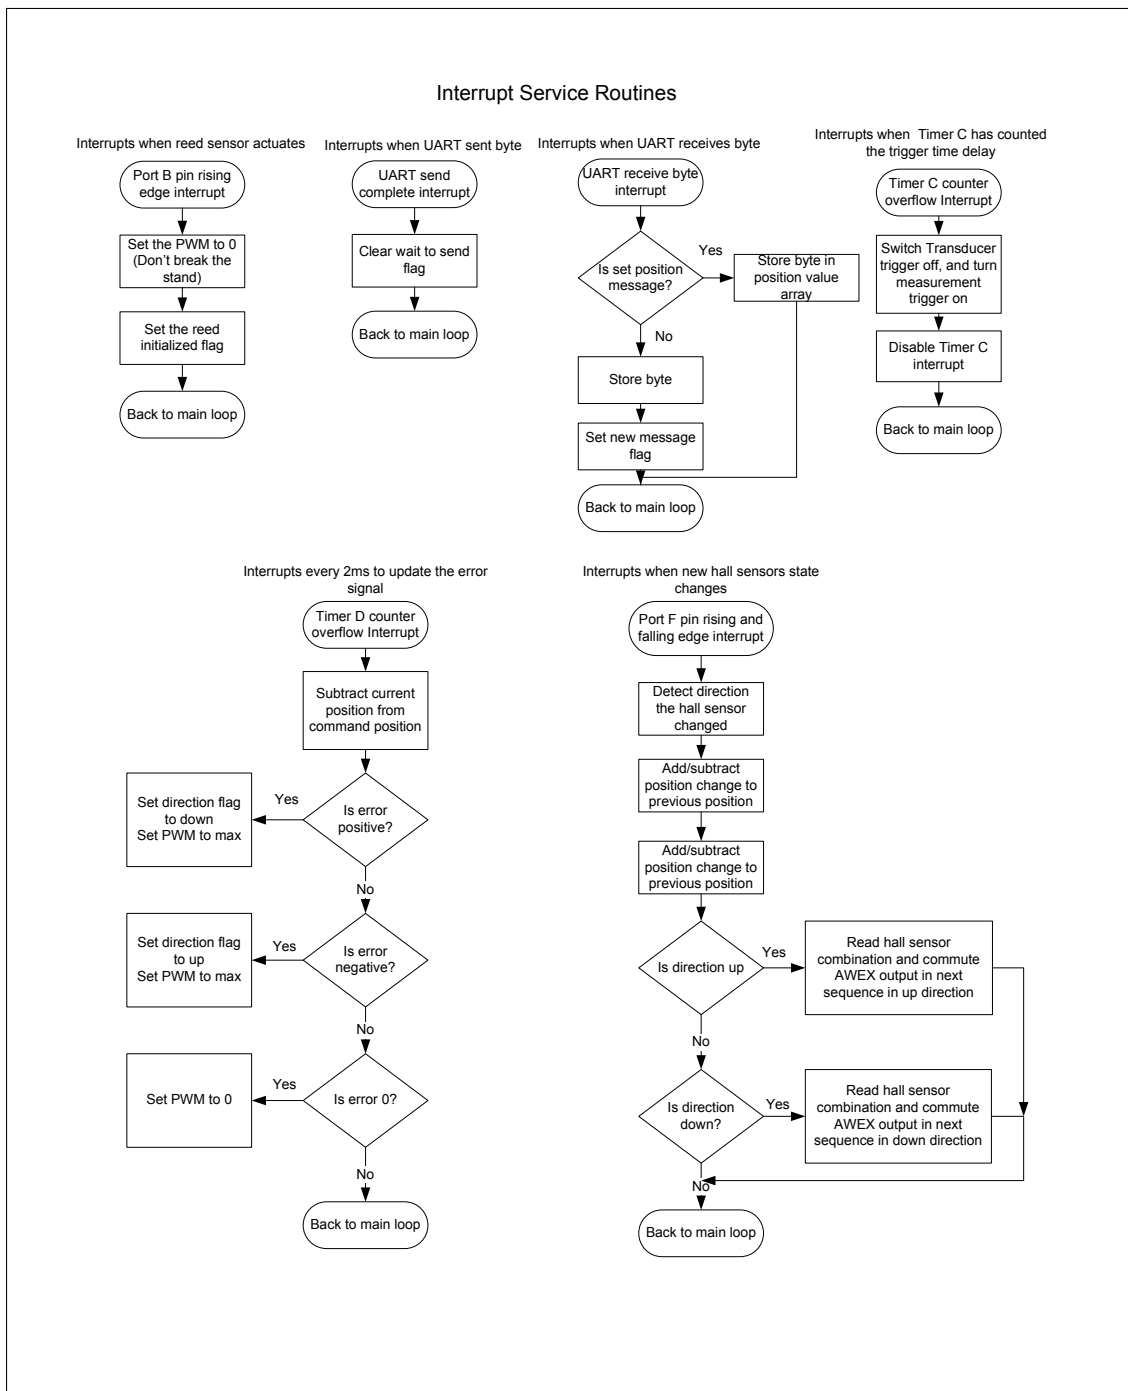 Interrupt Service Routines
Interrupts when reed sensor actuates
Port B pin rising
edge interrupt
Set the PWM to 0
(Don't break the
stand)
Set the reed
initialized flag
Back to main loop
Interrupts when UART sent byte
UART send
complete interrupt
Clear wait to send
flag
Back to main loop
Interrupts when UART receives byte
UART receive byte
interrupt
Is set position
message?
Yes
Store byte in
position value
array
No
Store byte
Set new message
flag
Back to main loop
Interrupts when Timer C has counted
the trigger time delay
Timer C counter
overflow Interrupt
Switch Transducer
trigger off, and turn
measurement
trigger on
Disable Timer C
interrupt
Back to main loop
Interrupts every 2ms to update the error
signal
Timer D counter
overflow Interrupt
Subtract current
position from
command position
Is error
positive?
Yes
Set direction flag
to down
Set PWM to max
No
Is error
negative?
Yes
Set direction flag
to up
Set PWM to max
No
Is error 0?
Yes
Set PWM to 0
No
Back to main loop
Interrupts when new hall sensors state
changes
Port F pin rising and
falling edge interrupt
Detect direction
the hall sensor
changed
Add/subtract
position change to
previous position
Add/subtract
position change to
previous position
Is direction up
Yes
Read hall sensor
combination and commute
AWEX output in next
sequence in up direction
No
Is direction
down?
Yes
Read hall sensor
combination and commute
AWEX output in next
sequence in down direction
No
Back to main loop